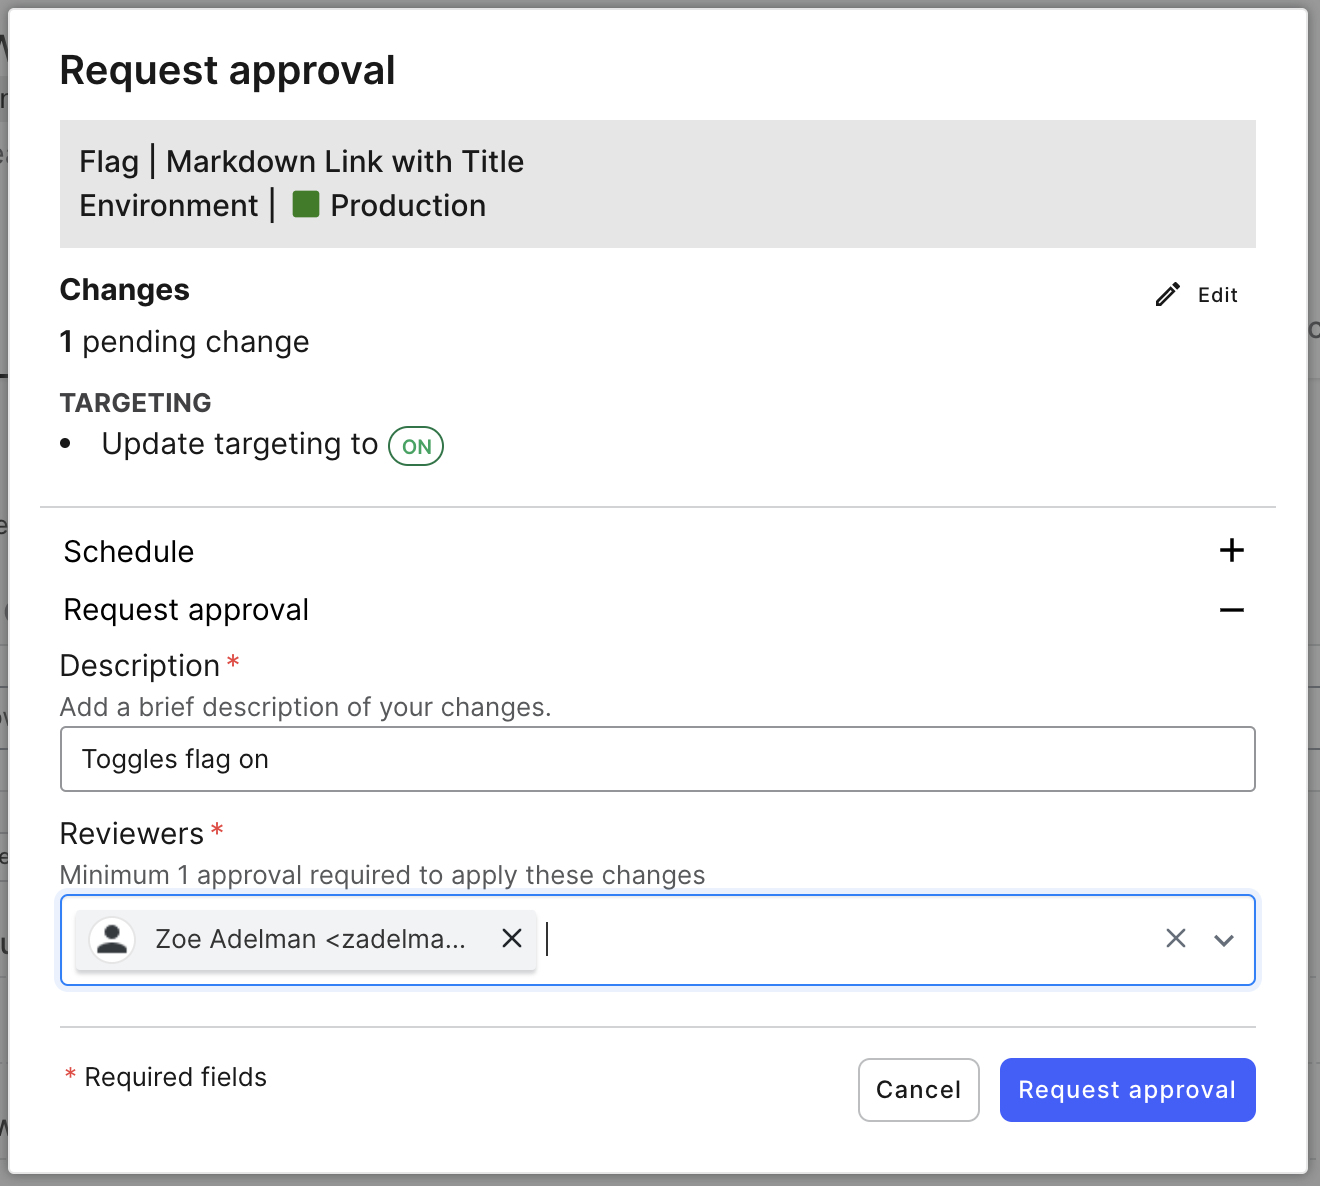 Request approval
Flag | Markdown Link with Title
Environment | Production
Changes
Edit
1 pending change
TARGETING
• Update targeting to ON
Schedule
Request approval
Description *
Add a brief description of your changes.
Toggles flag on
Reviewers *
Minimum 1 approval required to apply these changes
Zoe Adelman <zadelma...
* Required fields
Cancel
Request approval